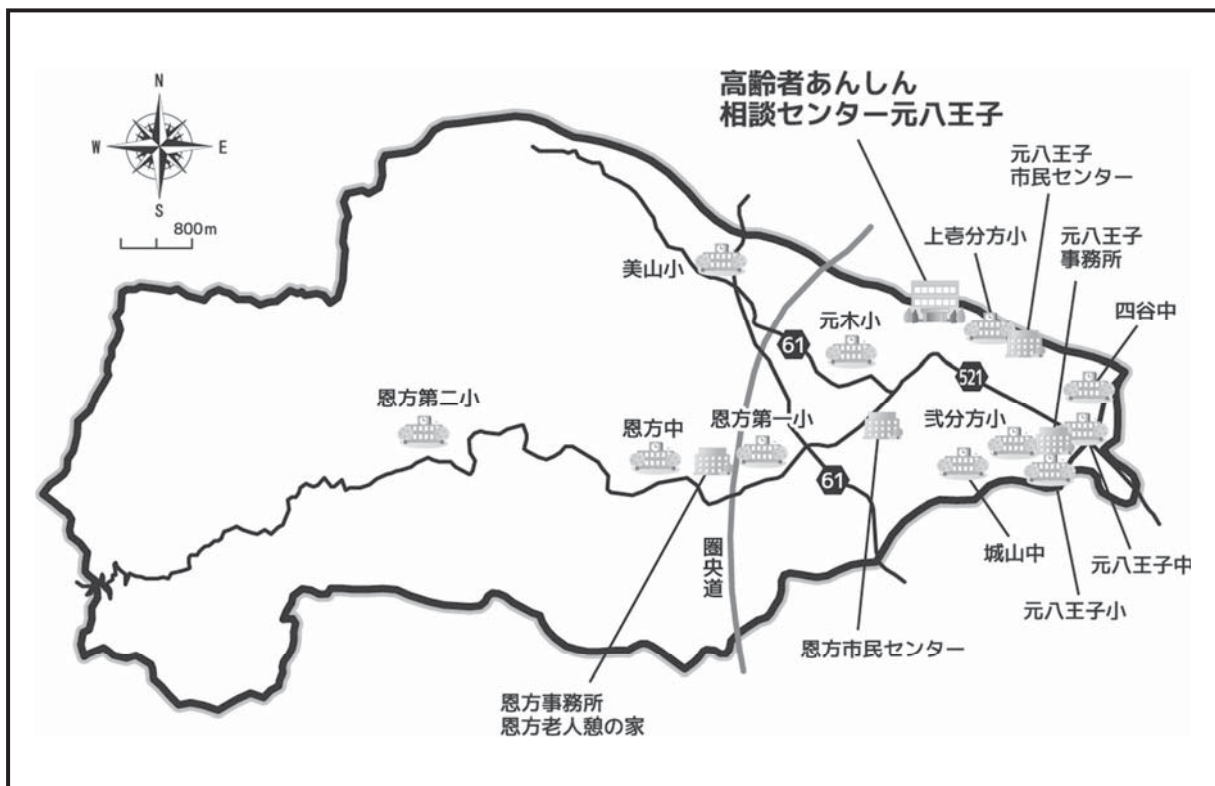 N
W
E
S
800m
高齢者あんしん
相談センター元八王子
元八王子
市民センター
上壱分方小
元八王子
事務所
四谷中
美山小
元木小
61
521
恩方第二小
恩方中
恩方第一小
弐分方小
61
圏央道
城山中
元八王子中
元八王子小
恩方市民センター
恩方事務所
恩方老人憩の家